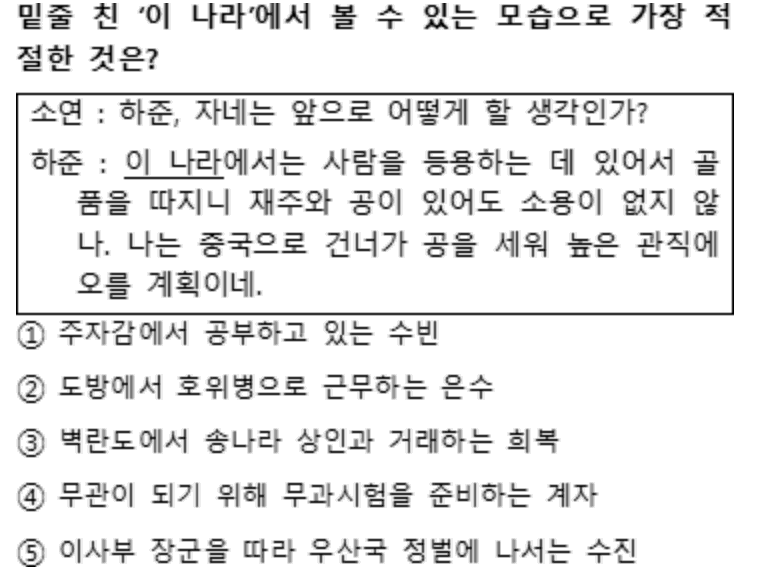 밑줄 친 ‘이 나라’에서 볼 수 있는 모습으로 가장 적
절한 것은?
소연 : 하준, 자네는 앞으로 어떻게 할 생각인가?
하준 : 이 나라에서는 사람을 등용하는 데 있어서 골
품을 따지니 재주와 공이 있어도 소용이 없지 않
나. 나는 중국으로 건너가 공을 세워 높은 관직에
오를 계획이네.
① 주자감에서 공부하고 있는 수빈
② 도방에서 호위병으로 근무하는 은수
③ 벽란도에서 송나라 상인과 거래하는 희복
④ 무관이 되기 위해 무과시험을 준비하는 계자
⑤ 이사부 장군을 따라 우산국 정벌에 나서는 수진